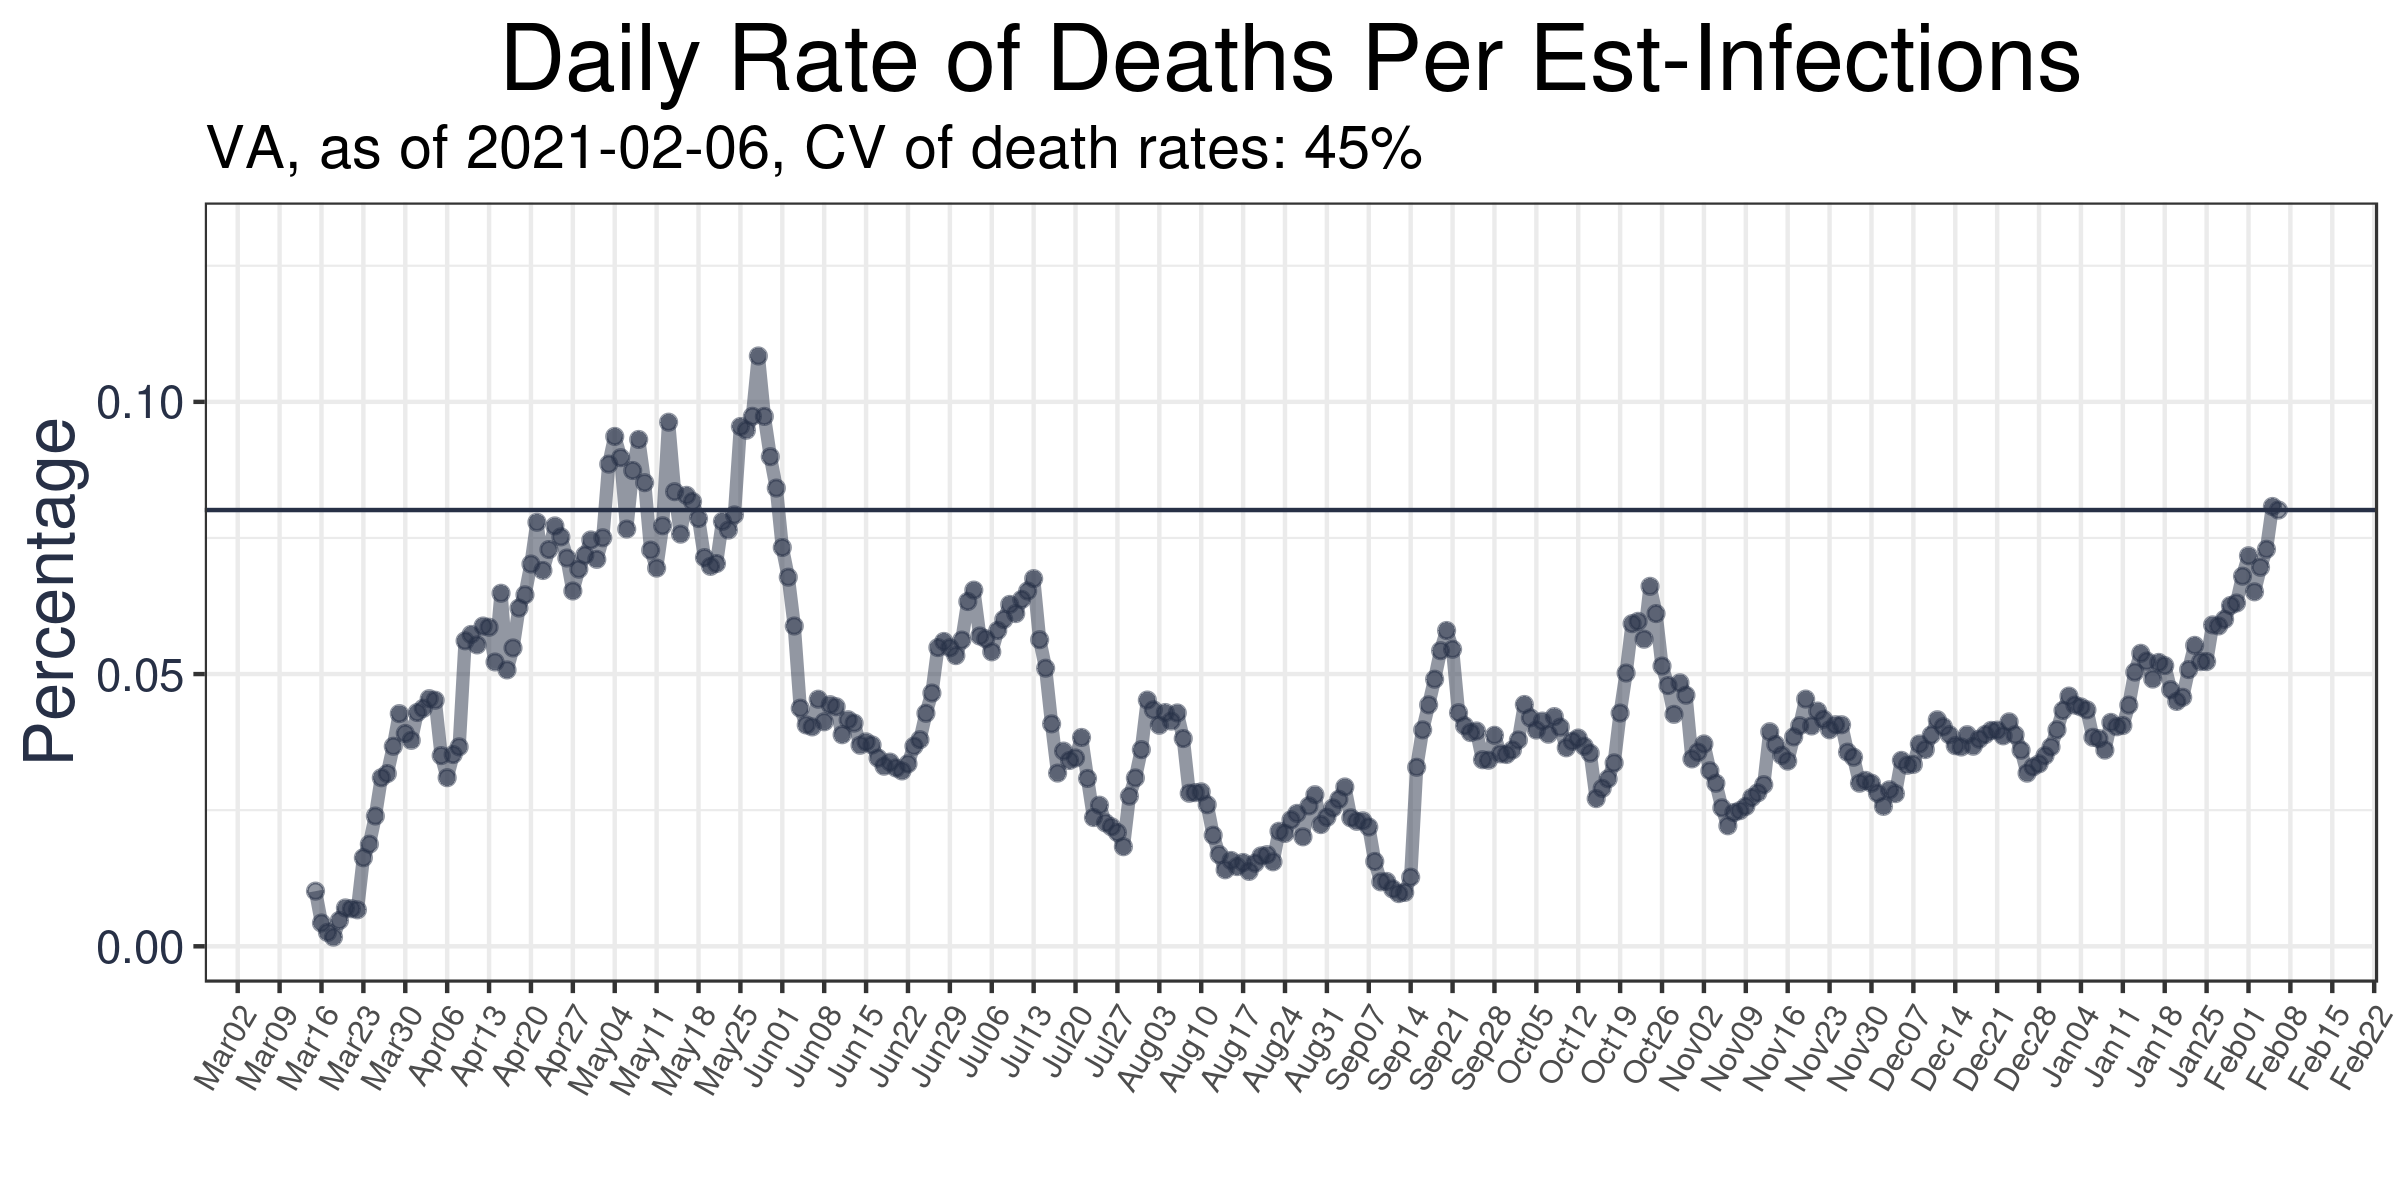 Daily Rate of Deaths Per Est-Infections
VA, as of 2021-02-06, CV of death rates: 45%
Percentage
0.10
0.05
0.00
Mar02
Mar09
Mar16
Mar23
Mar30
Apr06
Apr13
Apr20
Apr27
May04
May11
May18
May25
Jun01
Jun08
Jun15
Jun22
Jun29
Jul06
Jul13
Jul20
Jul27
Aug03
Aug10
Aug17
Aug24
Aug31
Sep07
Sep14
Sep21
Sep28
Oct05
Oct12
Oct19
Oct26
Nov02
Nov09
Nov16
Nov23
Nov30
Dec07
Dec14
Dec21
Dec28
Jan04
Jan11
Jan18
Jan25
Feb01
Feb08
Feb15
Feb22